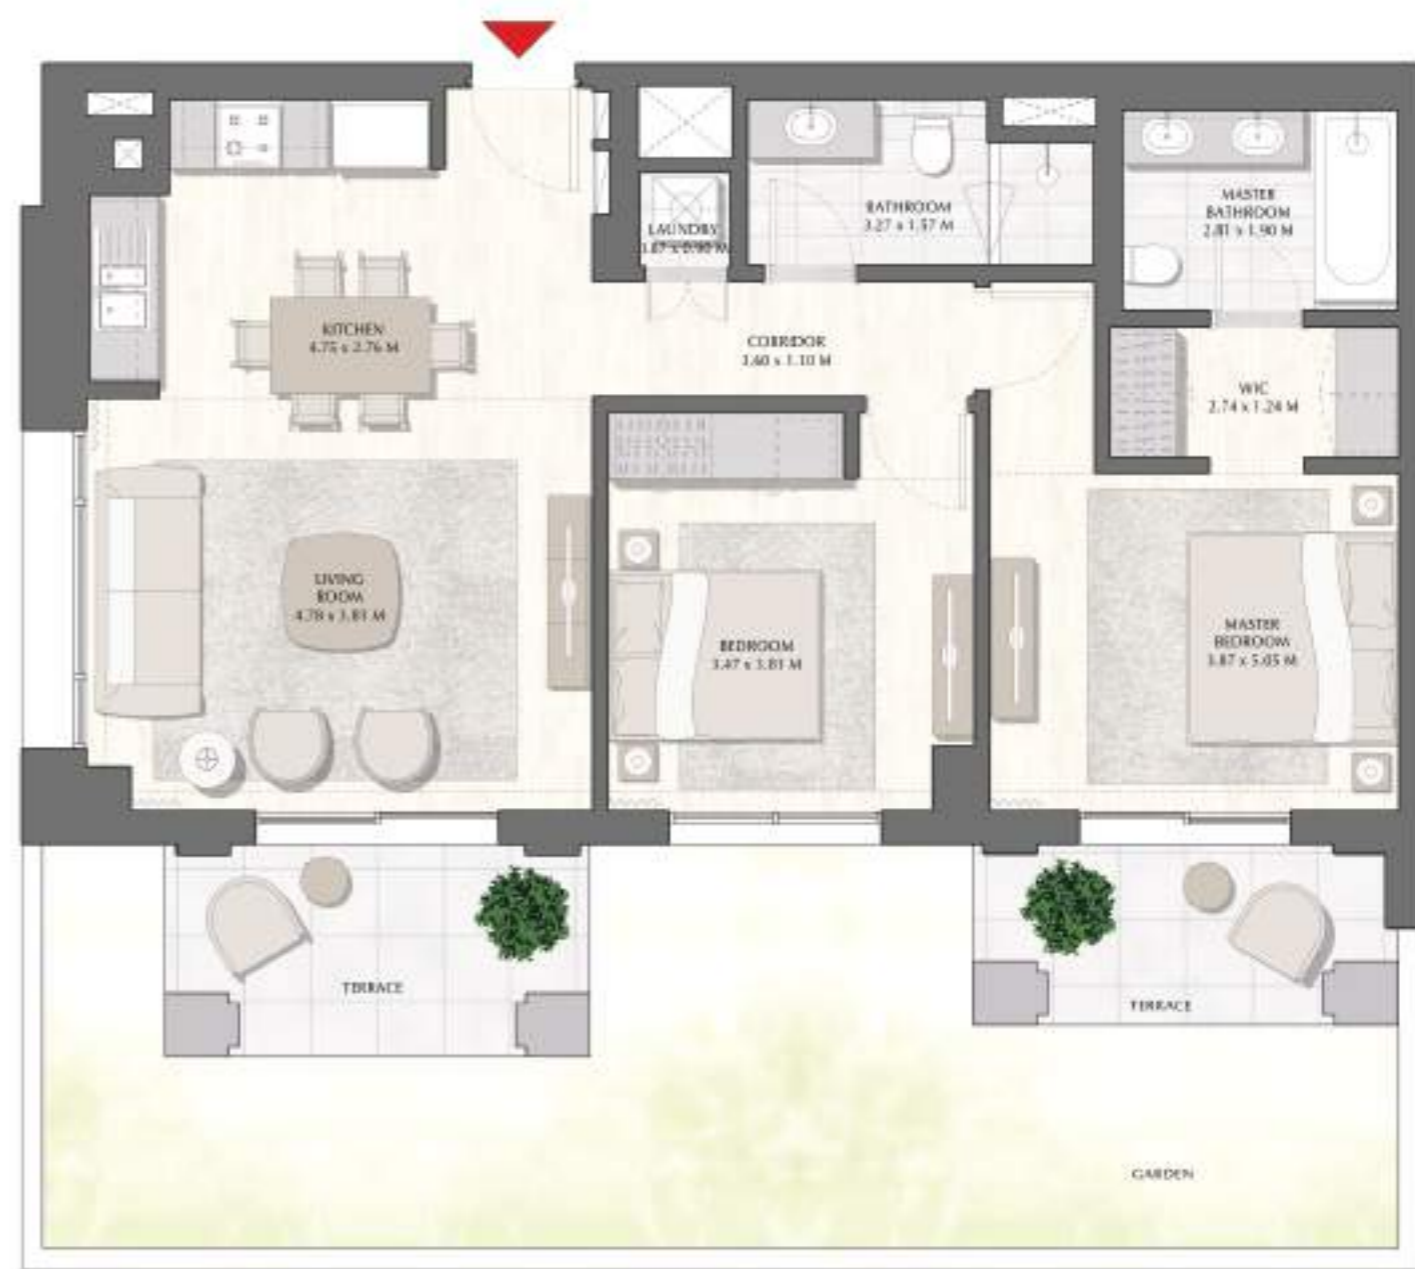 KITCHEN
4.75 x 2.76 M
LAUNDRY
BATHROOM
3.27 x 1.57 M
MASTER
BATHROOM
2.81 x 1.90 M
CORRIDOR
3.60 x 1.10 M
WIC
2.74 x 1.24 M
LIVING
ROOM
4.78 x 3.81 M
BEDROOM
3.47 x 3.81 M
MASTER
BEDROOM
3.87 x 5.05 M
TERRACE
TERRACE
GARDEN